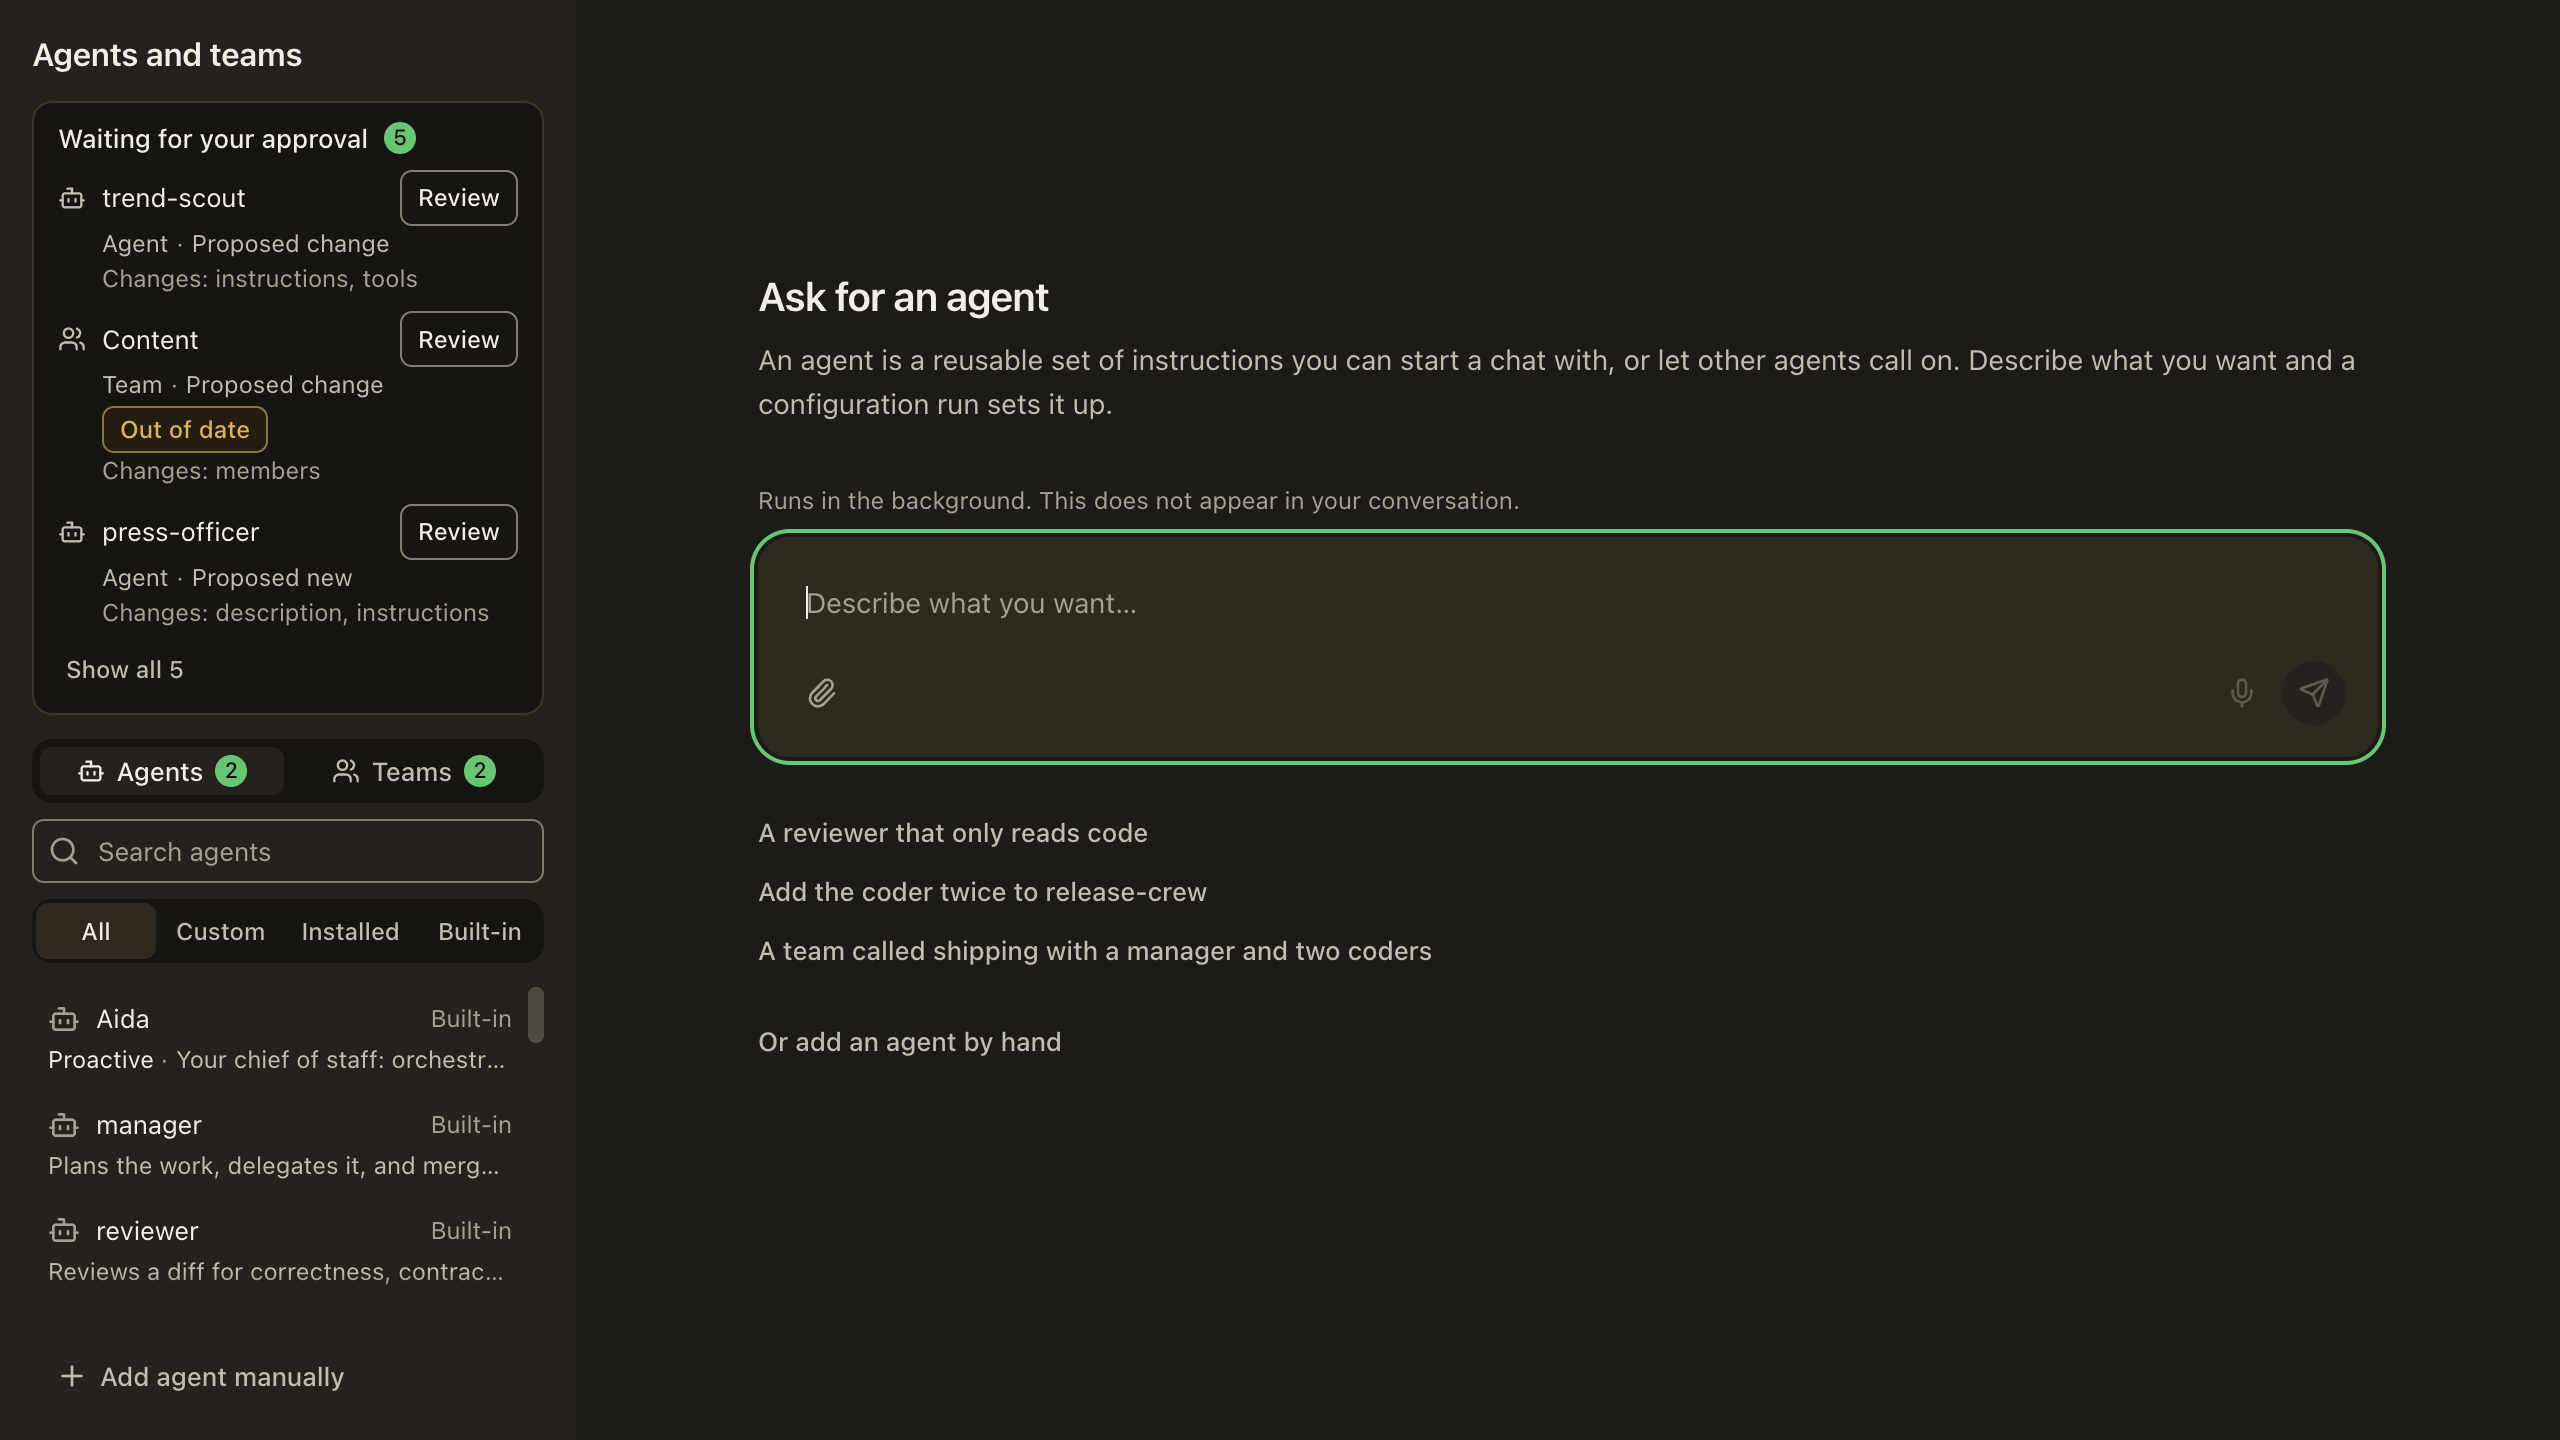 Agents and teams
Waiting for your approval 5
trend-scout Review
Agent · Proposed change
Changes: instructions, tools
Content Review
Team · Proposed change
Out of date
Changes: members
press-officer Review
Agent · Proposed new
Changes: description, instructions
Show all 5
Agents 2 Teams 2
Search agents
All Custom Installed Built-in
Aida Built-in
Proactive · Your chief of staff: orchestr...
manager Built-in
Plans the work, delegates it, and merg...
reviewer Built-in
Reviews a diff for correctness, contrac...
Add agent manually
Ask for an agent
An agent is a reusable set of instructions you can start a chat with, or let other agents call on. Describe what you want and a
configuration run sets it up.
Runs in the background. This does not appear in your conversation.
Describe what you want...
A reviewer that only reads code
Add the coder twice to release-crew
A team called shipping with a manager and two coders
Or add an agent by hand